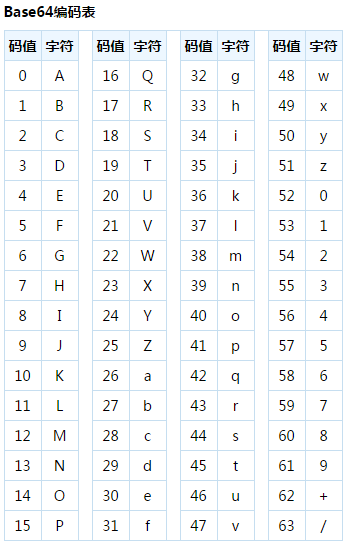 Base64编码表
码值 字符 码值 字符 码值 字符 码值 字符
0 A 16 Q 32 g 48 w
1 B 17 R 33 h 49 x
2 C 18 S 34 i 50 y
3 D 19 T 35 j 51 z
4 E 20 U 36 k 52 0
5 F 21 V 37 l 53 1
6 G 22 W 38 m 54 2
7 H 23 X 39 n 55 3
8 I 24 Y 40 o 56 4
9 J 25 Z 41 p 57 5
10 K 26 a 42 q 58 6
11 L 27 b 43 r 59 7
12 M 28 c 44 s 60 8
13 N 29 d 45 t 61 9
14 O 30 e 46 u 62 +
15 P 31 f 47 v 63 /